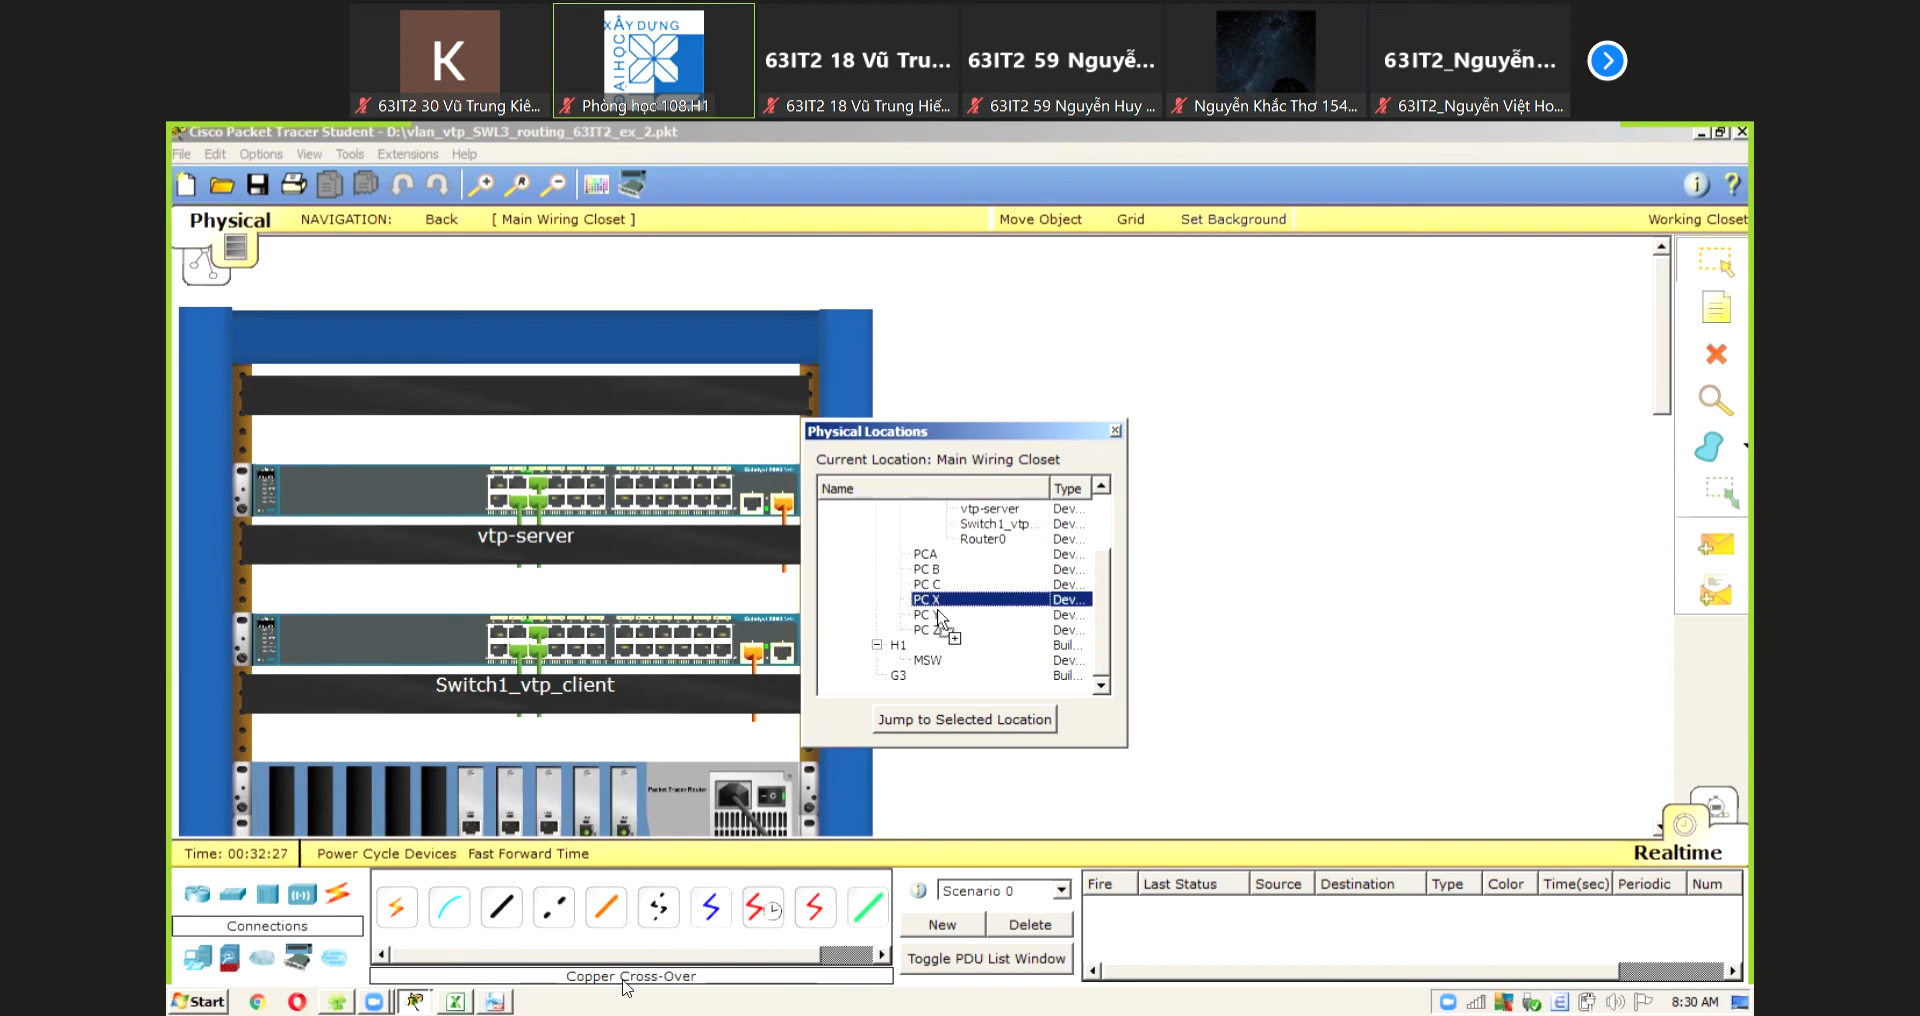 K
XÂY DỰNG
ĐẠI HỌC
63IT2 18 Vũ Tru...
63IT2 59 Nguyễ...
63IT2_Nguyễn...
63IT2 30 Vũ Trung Kiê...
Phòng học 108.H1
63IT2 18 Vũ Trung Hiế...
63IT2 59 Nguyễn Huy ...
Nguyễn Khắc Thơ 154...
63IT2_Nguyễn Việt Ho...
Cisco Packet Tracer Student - D:\vlan_vtp_SWL3_routing_63IT2_ex_2.pkt
File Edit Options View Tools Extensions Help
Physical NAVIGATION: Back [ Main Wiring Closet ] Move Object Grid Set Background Working Closet
vtp-server
Switch1_vtp_client
Packet Tracer Router
Physical Locations
Current Location: Main Wiring Closet
Name Type
vtp-server Dev...
Switch1_vtp... Dev...
Router0 Dev...
PCA Dev...
PC B Dev...
PC C Dev...
PC X Dev...
PC Dev...
PC Z Dev...
H1 Buil...
MSW Dev...
G3 Buil...
Jump to Selected Location
Time: 00:32:27 Power Cycle Devices Fast Forward Time Realtime
Connections
Copper Cross-Over
Scenario 0
New Delete
Toggle PDU List Window
Fire Last Status Source Destination Type Color Time(sec) Periodic Num
Start
8:30 AM